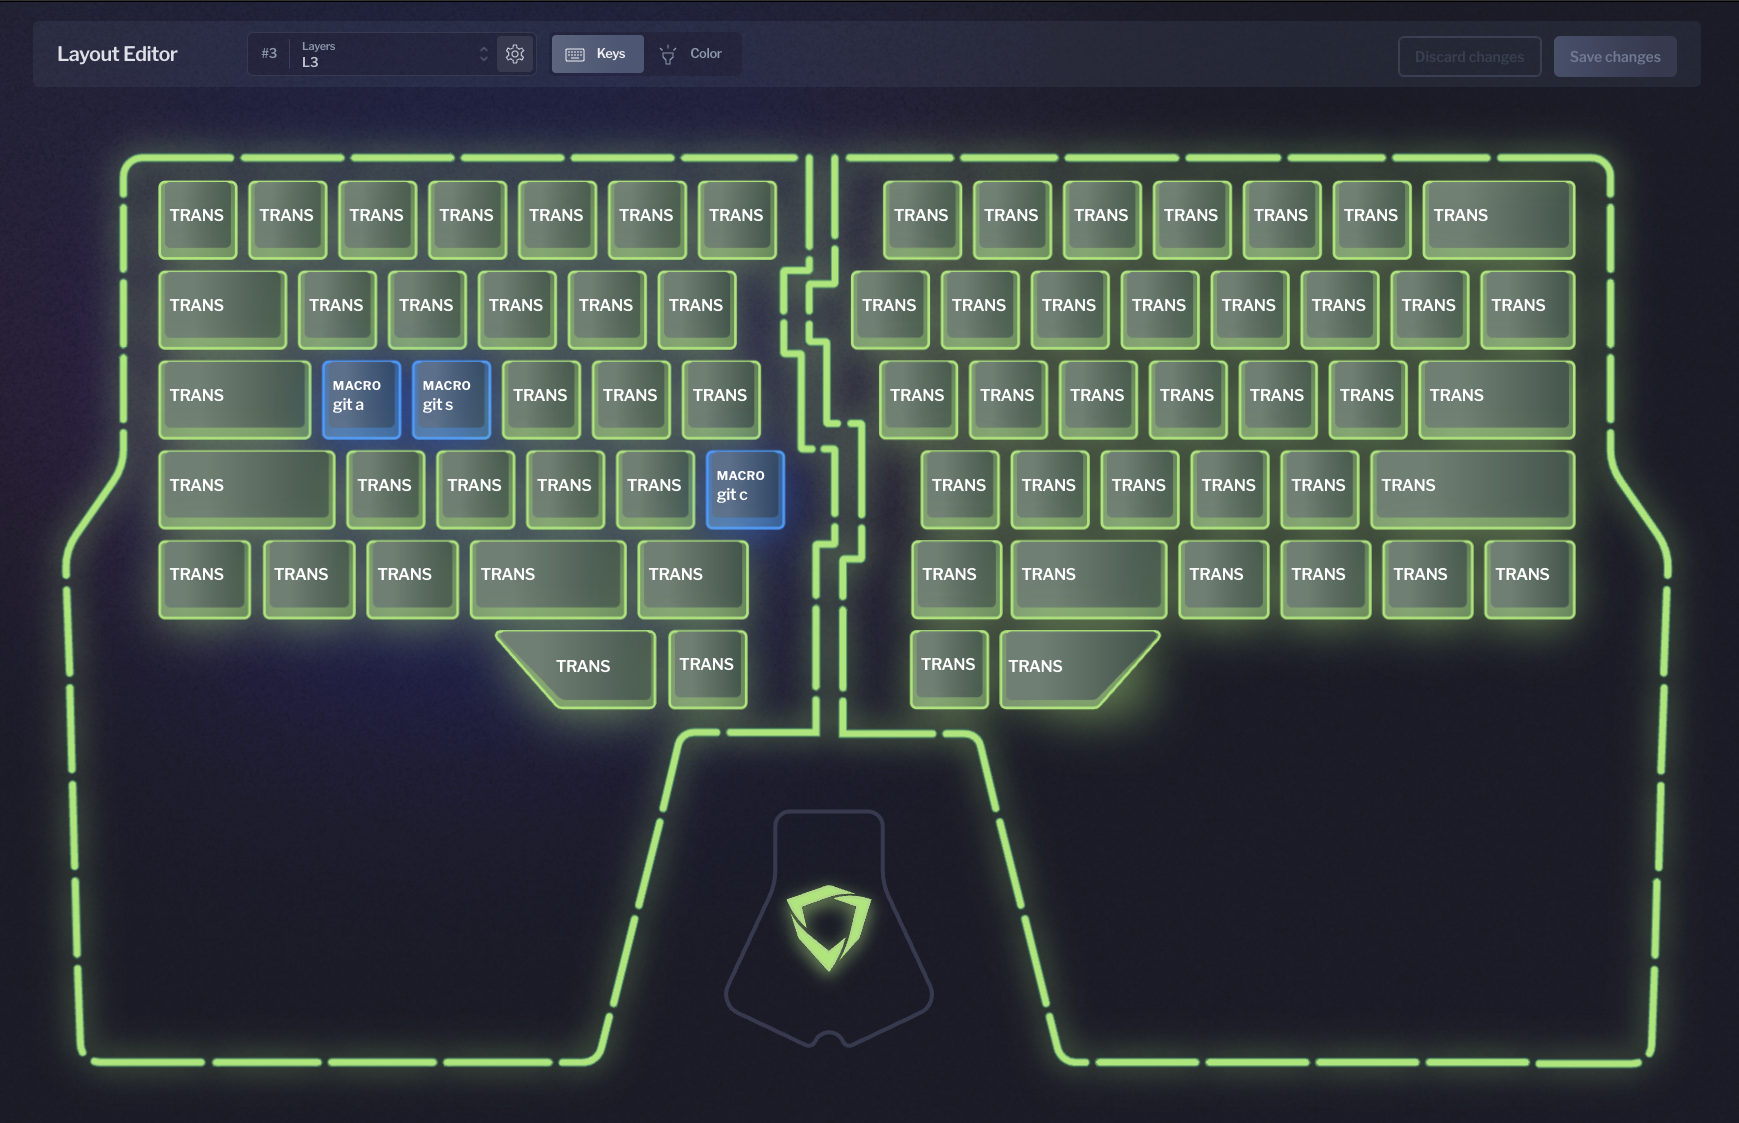 Layout Editor
#3
Layers
L3
Keys
Color
Discard changes
Save changes
TRANS TRANS TRANS TRANS TRANS TRANS TRANS TRANS TRANS TRANS TRANS TRANS TRANS TRANS
TRANS TRANS TRANS TRANS TRANS TRANS TRANS TRANS TRANS TRANS TRANS TRANS TRANS TRANS
TRANS MACRO MACRO TRANS TRANS TRANS TRANS TRANS TRANS TRANS TRANS TRANS TRANS
git a git s
TRANS TRANS TRANS TRANS TRANS MACRO TRANS TRANS TRANS TRANS TRANS TRANS
git c
TRANS TRANS TRANS TRANS TRANS TRANS TRANS TRANS TRANS TRANS TRANS
TRANS TRANS TRANS TRANS